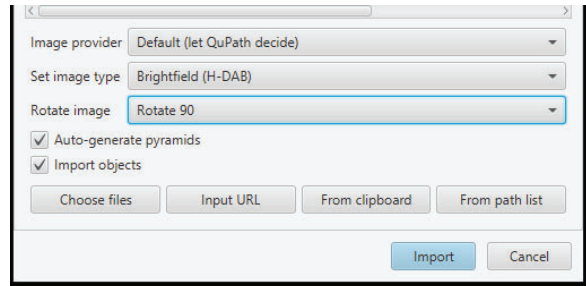 Image provider Default (let QuPath decide)
Set image type Brightfield (H-DAB)
Rotate image Rotate 90
Auto-generate pyramids
Import objects
Choose files Input URL From clipboard From path list
Import Cancel